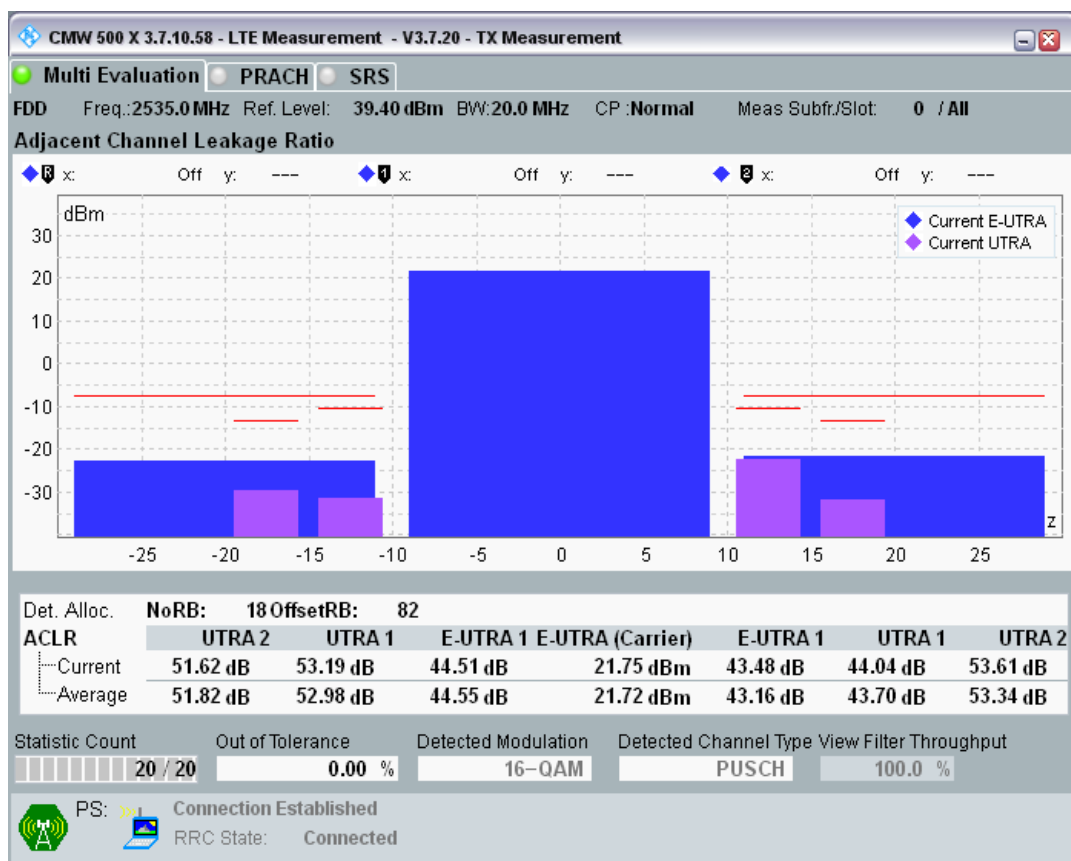 CMW 500 X 3.7.10.58 - LTE Measurement - V3.7.20 - TX Measurement
Multi Evaluation PRACH SRS
FDD Freq.:2535.0 MHz Ref. Level: 39.40 dBm BW:20.0 MHz CP :Normal Meas Subfr./Slot: 0 / All
Adjacent Channel Leakage Ratio
R x: Off y: --- 1 x: Off y: --- 2 x: Off y: ---
dBm
Current E-UTRA
Current UTRA
30
20
10
0
-10
-20
-30
z
-25 -20 -15 -10 -5 0 5 10 15 20 25
Det. Alloc. NoRB: 18 OffsetRB: 82
ACLR UTRA 2 UTRA 1 E-UTRA 1 E-UTRA (Carrier) E-UTRA 1 UTRA 1 UTRA 2
Current 51.62 dB 53.19 dB 44.51 dB 21.75 dBm 43.48 dB 44.04 dB 53.61 dB
Average 51.82 dB 52.98 dB 44.55 dB 21.72 dBm 43.16 dB 43.70 dB 53.34 dB
Statistic Count Out of Tolerance Detected Modulation Detected Channel Type View Filter Throughput
20 / 20 0.00 % 16-QAM PUSCH 100.0 %
PS: Connection Established
RRC State: Connected